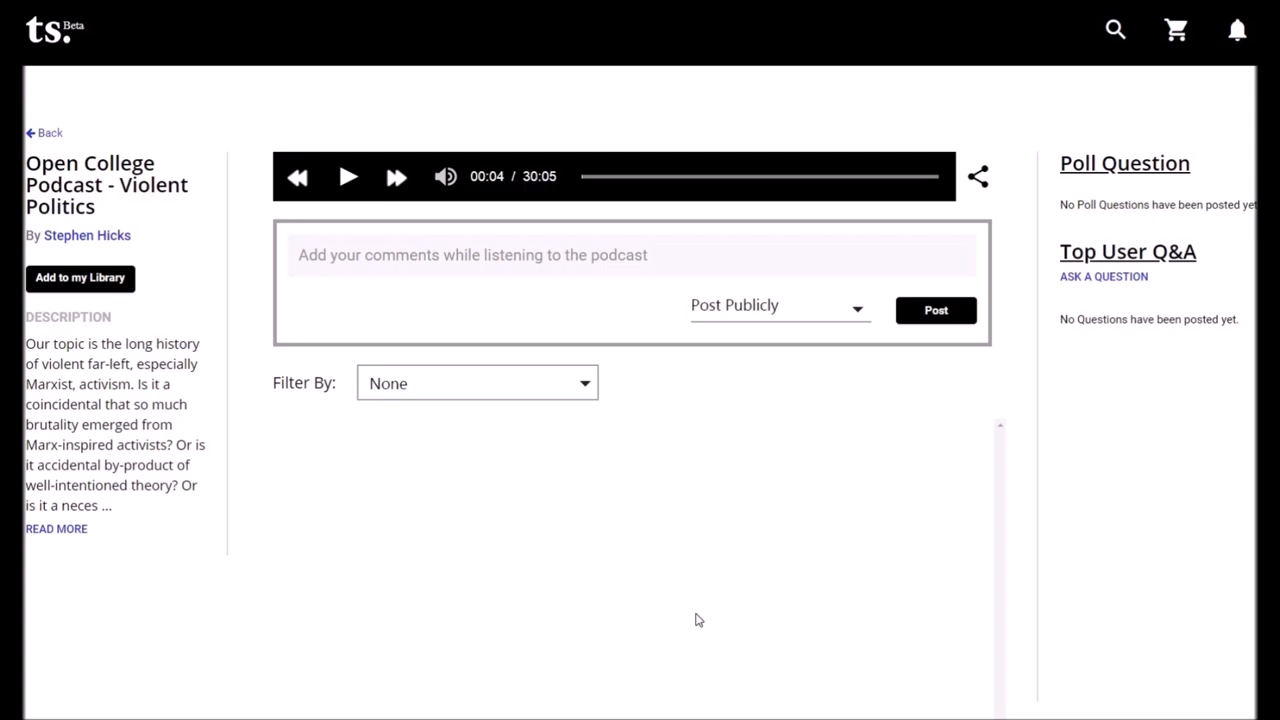 ts. Beta
Back
Open College
Podcast - Violent
Politics
By Stephen Hicks
Add to my Library
DESCRIPTION
Our topic is the long history
of violent far-left, especially
Marxist, activism. Is it a
coincidental that so much
brutality emerged from
Marx-inspired activists? Or is
it accidental by-product of
well-intentioned theory? Or
is it a neces ...
READ MORE
00:04 / 30:05
Add your comments while listening to the podcast
Post Publicly
Post
Filter By:
None
Poll Question
No Poll Questions have been posted yet
Top User Q&A
ASK A QUESTION
No Questions have been posted yet.